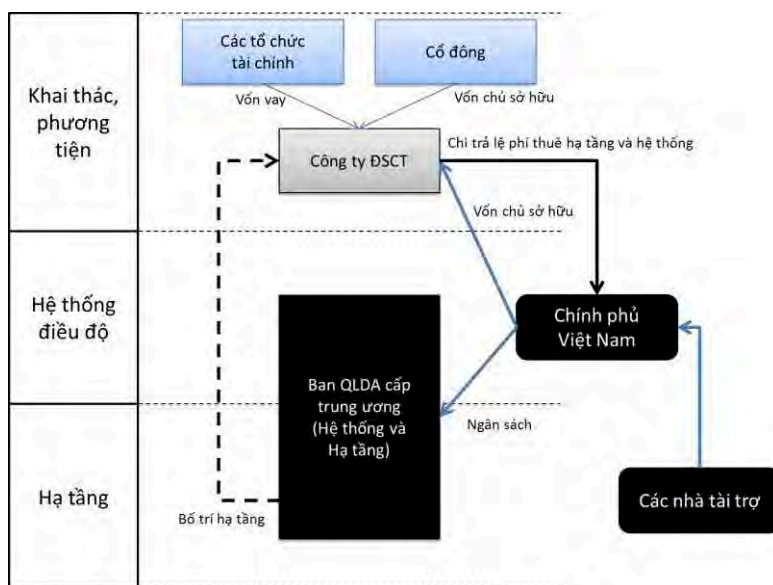 Các tổ chức
tài chính
Cổ đông
Khai thác,
phương
tiện
Vốn vay
Vốn chủ sở hữu
Công ty ĐSCT
Chi trả lệ phí thuê hạ tầng và hệ thống
Vốn chủ sở hữu
Hệ thống
điều độ
Chính phủ
Việt Nam
Ban QLDA cấp
trung ương
(Hệ thống và
Hạ tầng)
Ngân sách
Hạ tầng
Bố trí hạ tầng
Các nhà tài trợ